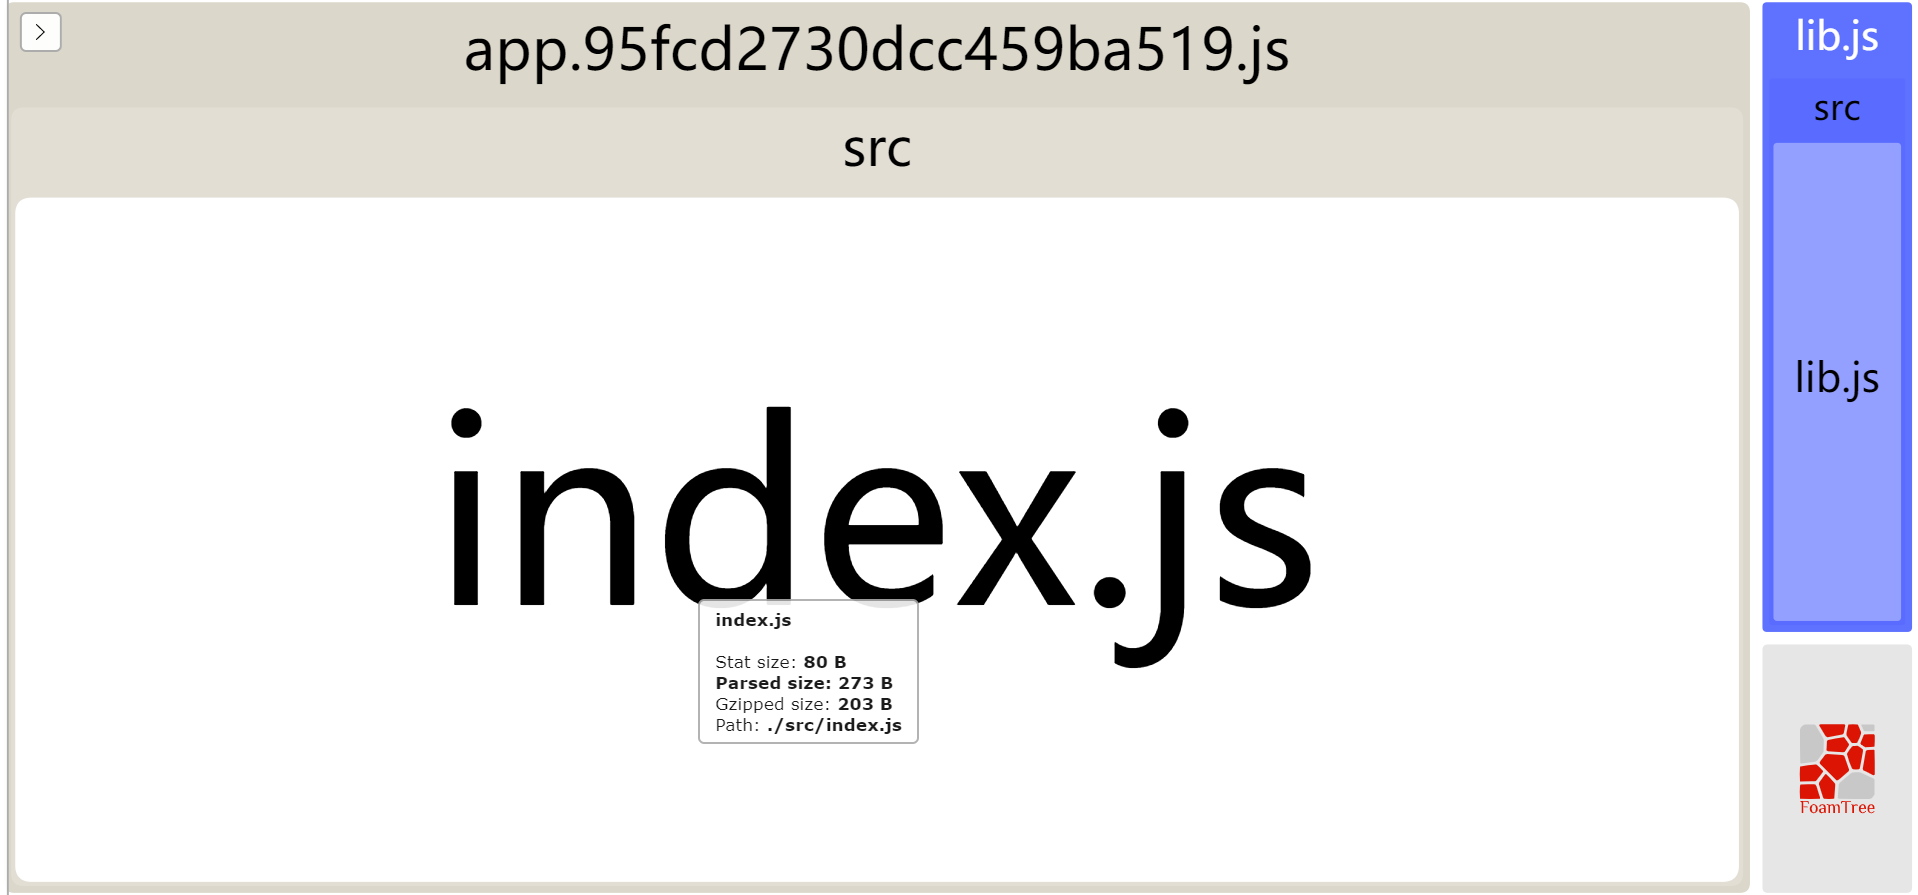 app.95fcd2730dcc459ba519.js
src
index.js
index.js
Stat size: 80 B
Parsed size: 273 B
Gzipped size: 203 B
Path: ./src/index.js
lib.js
src
lib.js
FoamTree